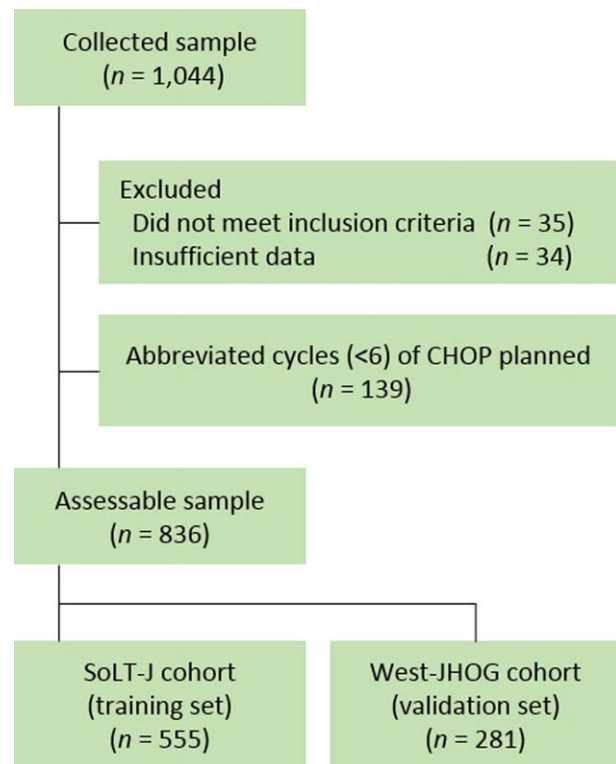 Collected sample
(n = 1,044)
Excluded
Did not meet inclusion criteria (n = 35)
Insufficient data (n = 34)
Abbreviated cycles (<6) of CHOP planned
(n = 139)
Assessable sample
(n = 836)
SoLT-J cohort
(training set)
(n = 555)
West-JHOG cohort
(validation set)
(n = 281)